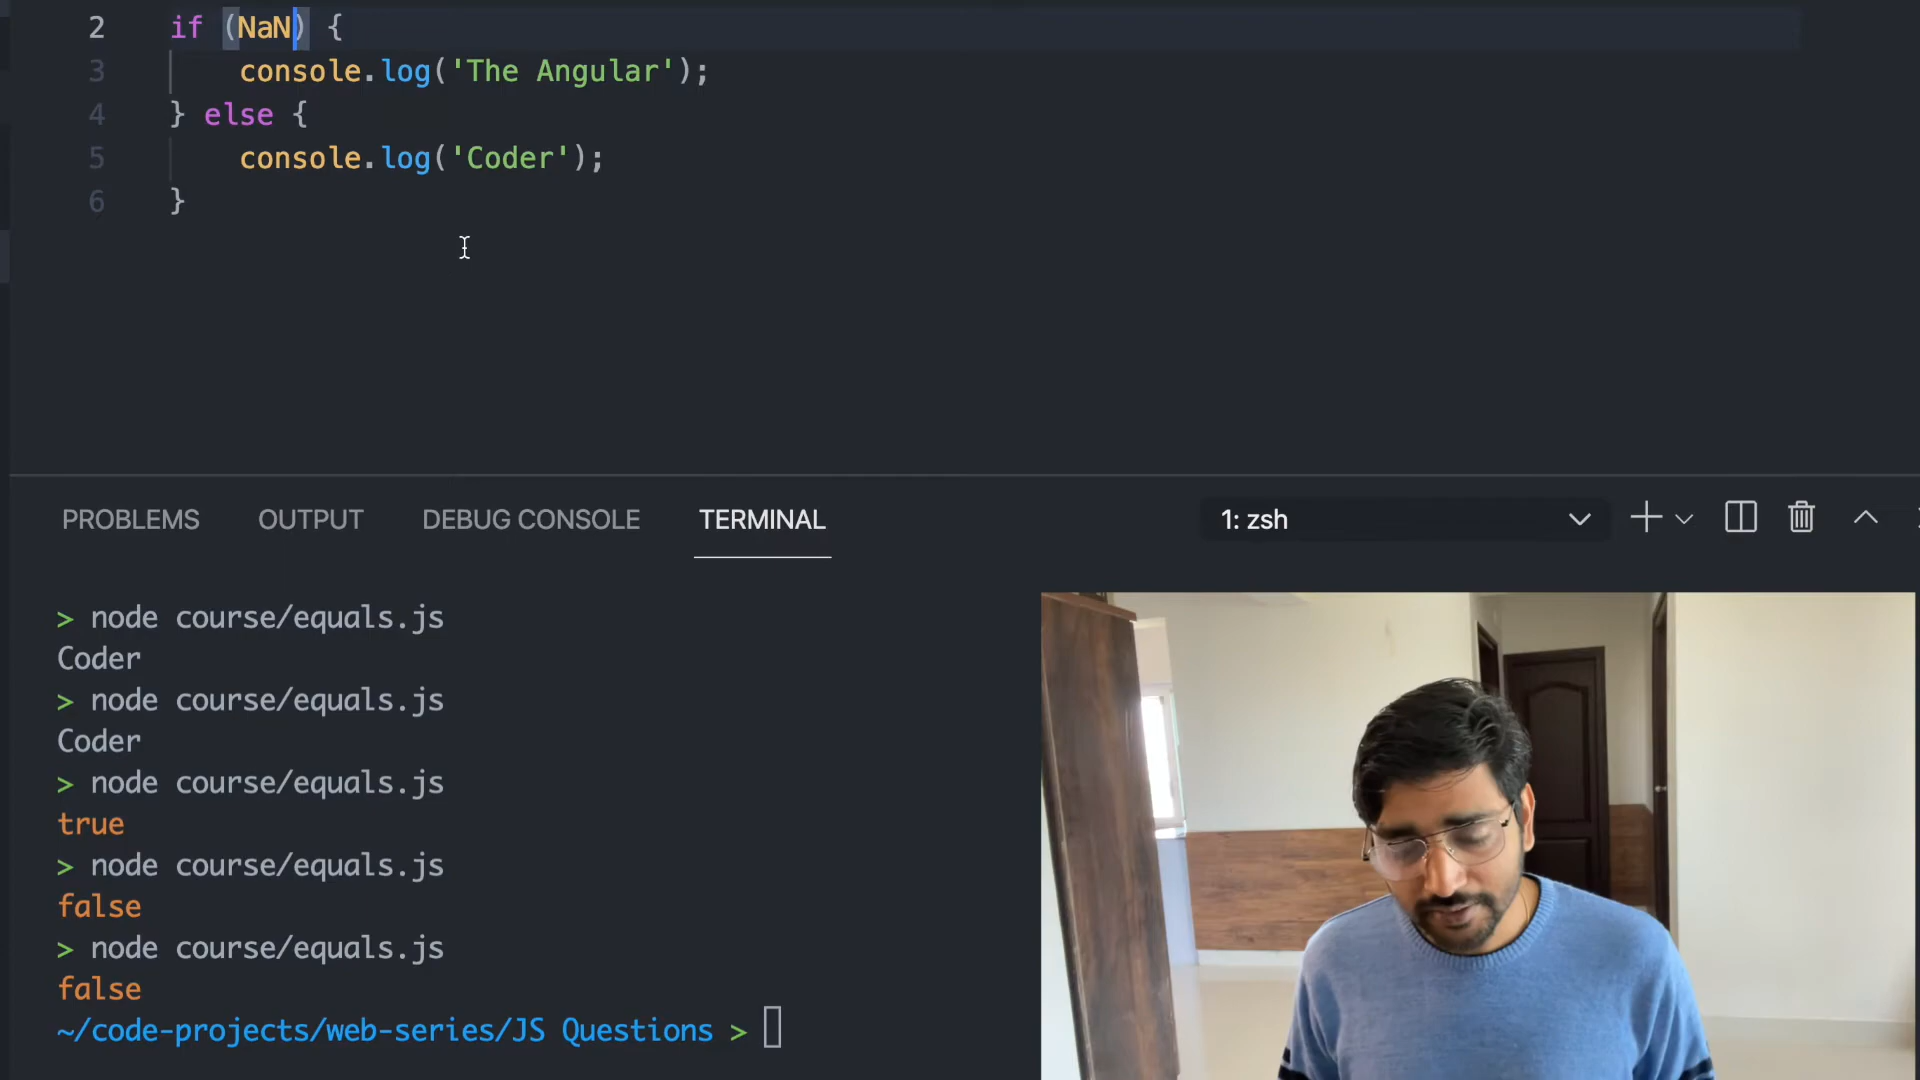 2 if (NaN) {
3 console.log('The Angular');
4 } else {
5 console.log('Coder');
6 }
PROBLEMS OUTPUT DEBUG CONSOLE TERMINAL 1: zsh
> node course/equals.js
Coder
> node course/equals.js
Coder
> node course/equals.js
true
> node course/equals.js
false
> node course/equals.js
false
~/code-projects/web-series/JS Questions >